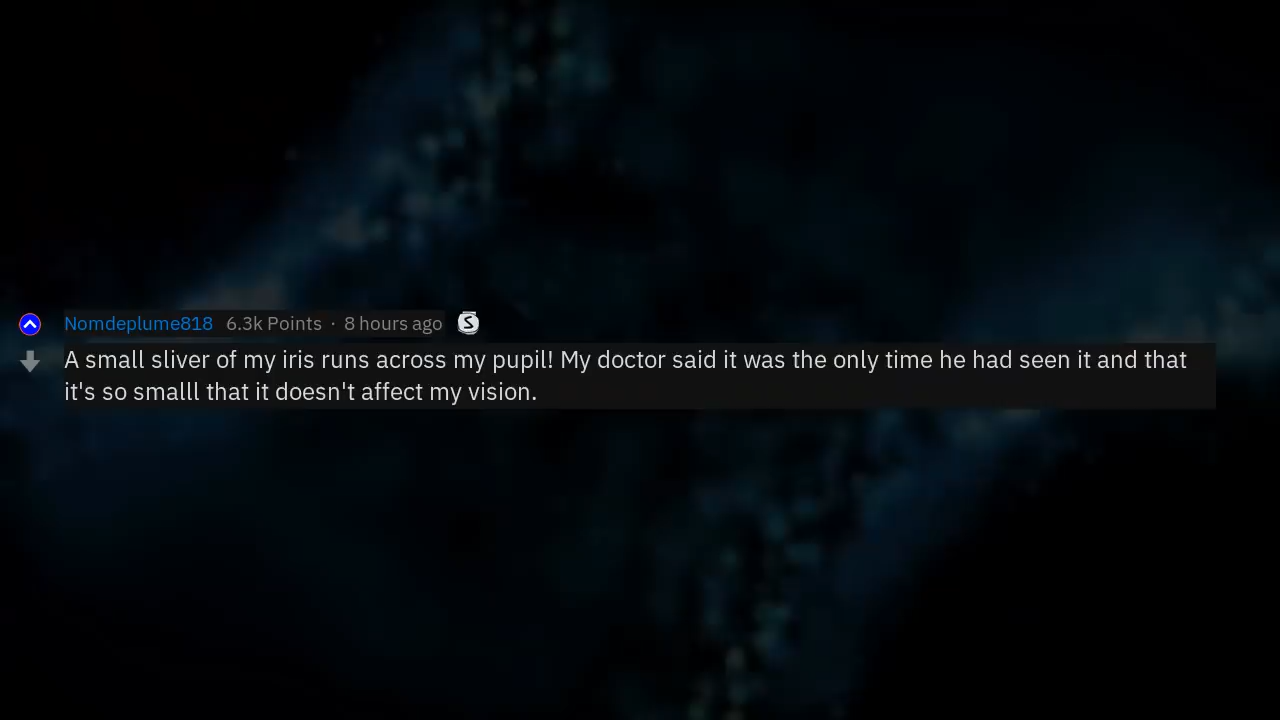 Nomdeplume818 6.3k Points · 8 hours ago S
A small sliver of my iris runs across my pupil! My doctor said it was the only time he had seen it and that
it's so smalll that it doesn't affect my vision.